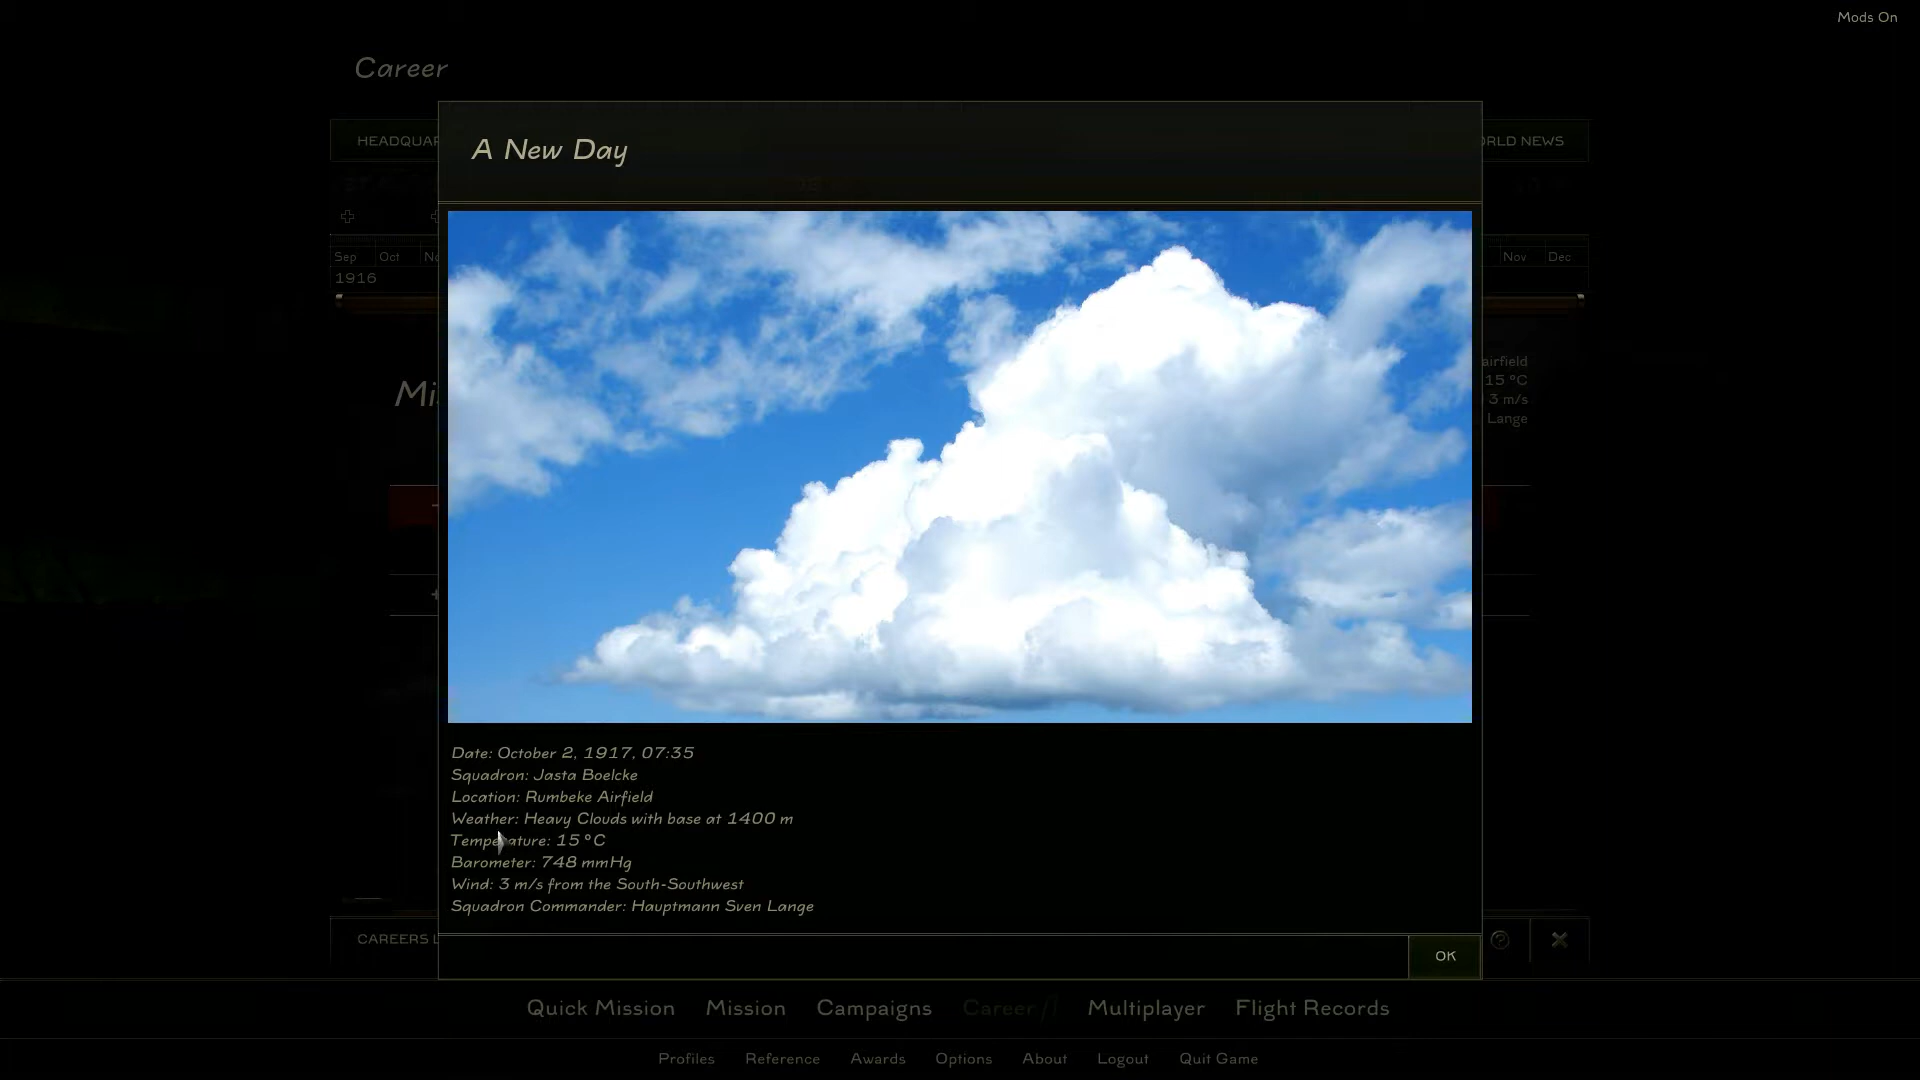 Mods On
Career
HEADQUAR
RLD NEWS
A New Day
Sep Oct No
Nov Dec
1916
airfield
15 °C
3 m/s
Lange
Mi
Date: October 2, 1917, 07:35
Squadron: Jasta Boelcke
Location: Rumbeke Airfield
Weather: Heavy Clouds with base at 1400 m
Temperature: 15 °C
Barometer: 748 mmHg
Wind: 3 m/s from the South-Southwest
Squadron Commander: Hauptmann Sven Lange
CAREERS L
OK
Quick Mission Mission Campaigns Career β Multiplayer Flight Records
Profiles Reference Awards Options About Logout Quit Game